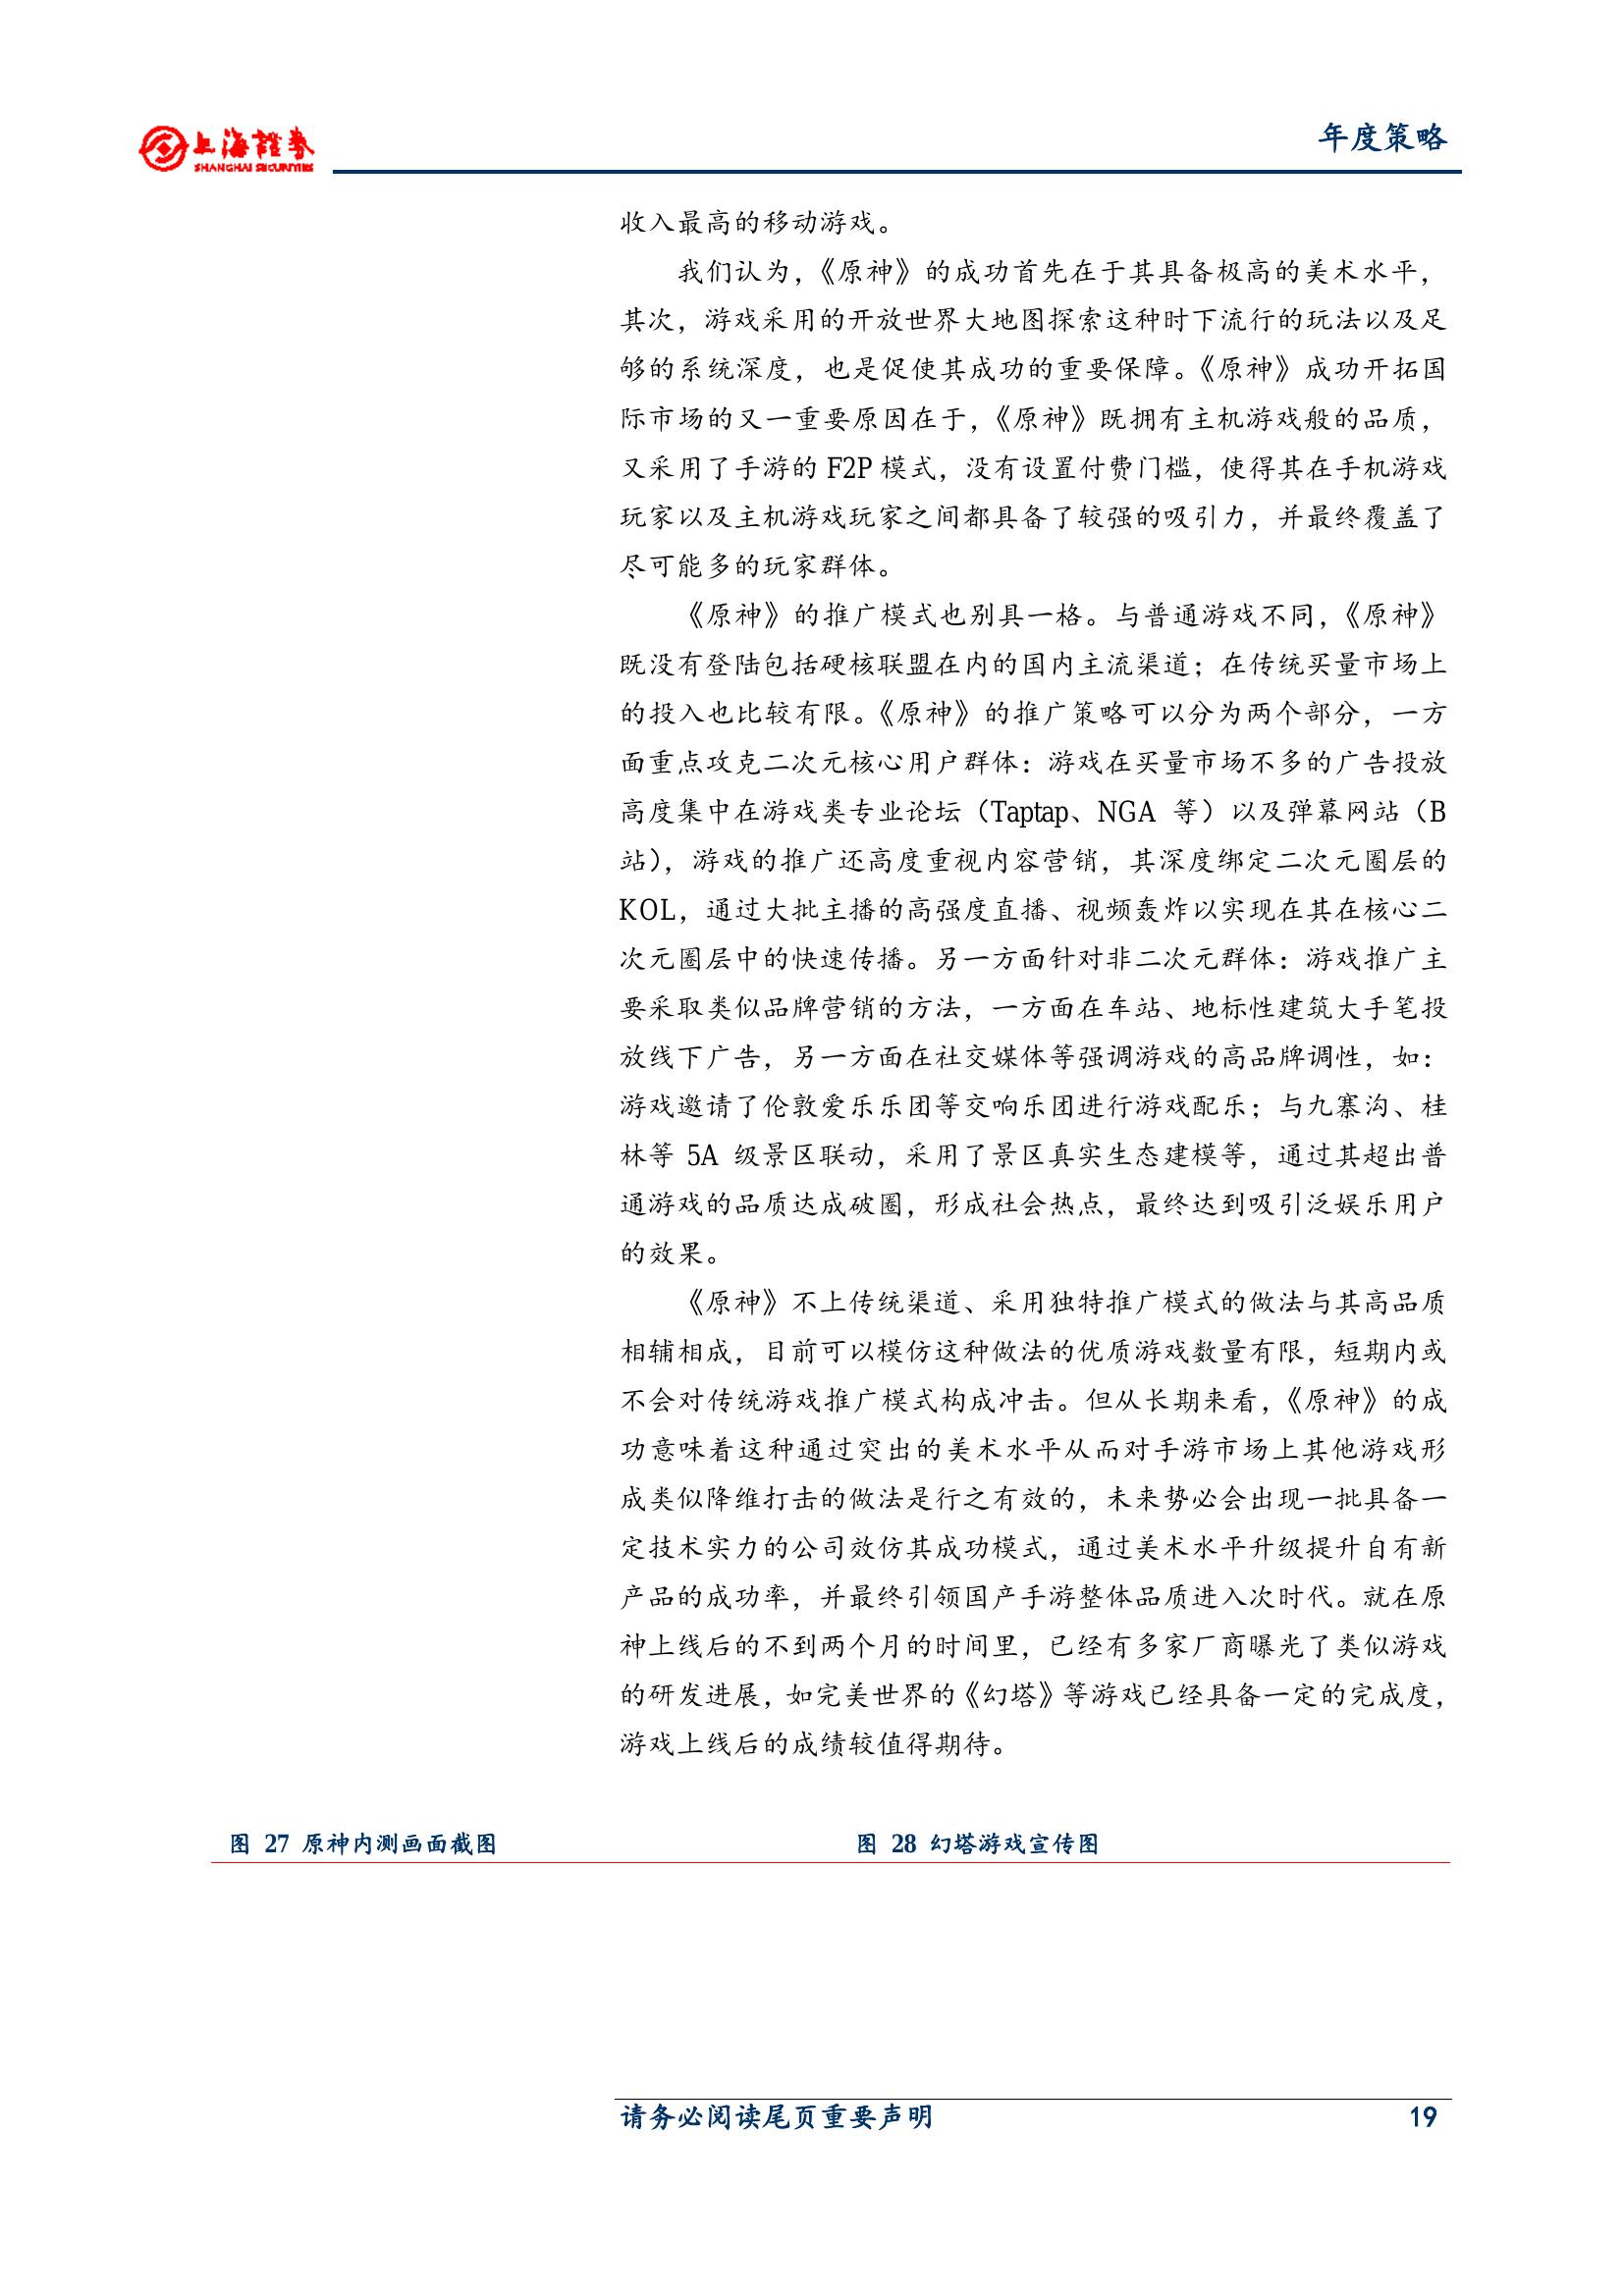 上海證券
SHANGHAI SECURITIES
年度策略
收入最高的移动游戏。
我们认为，《原神》的成功首先在于其具备极高的美术水平，
其次，游戏采用的开放世界大地图探索这种时下流行的玩法以及足
够的系统深度，也是促使其成功的重要保障。《原神》成功开拓国
际市场的又一重要原因在于，《原神》既拥有主机游戏般的品质，
又采用了手游的 F2P 模式，没有设置付费门槛，使得其在手机游戏
玩家以及主机游戏玩家之间都具备了较强的吸引力，并最终覆盖了
尽可能多的玩家群体。
《原神》的推广模式也别具一格。与普通游戏不同，《原神》
既没有登陆包括硬核联盟在内的国内主流渠道；在传统买量市场上
的投入也比较有限。《原神》的推广策略可以分为两个部分，一方
面重点攻克二次元核心用户群体：游戏在买量市场不多的广告投放
高度集中在游戏类专业论坛（Taptap、NGA 等）以及弹幕网站（B
站），游戏的推广还高度重视内容营销，其深度绑定二次元圈层的
KOL，通过大批主播的高强度直播、视频轰炸以实现在其在核心二
次元圈层中的快速传播。另一方面针对非二次元群体：游戏推广主
要采取类似品牌营销的方法，一方面在车站、地标性建筑大手笔投
放线下广告，另一方面在社交媒体等强调游戏的高品牌调性，如：
游戏邀请了伦敦爱乐乐团等交响乐团进行游戏配乐；与九寨沟、桂
林等 5A 级景区联动，采用了景区真实生态建模等，通过其超出普
通游戏的品质达成破圈，形成社会热点，最终达到吸引泛娱乐用户
的效果。
《原神》不上传统渠道、采用独特推广模式的做法与其高品质
相辅相成，目前可以模仿这种做法的优质游戏数量有限，短期内或
不会对传统游戏推广模式构成冲击。但从长期来看，《原神》的成
功意味着这种通过突出的美术水平从而对手游市场上其他游戏形
成类似降维打击的做法是行之有效的，未来势必会出现一批具备一
定技术实力的公司效仿其成功模式，通过美术水平升级提升自有新
产品的成功率，并最终引领国产手游整体品质进入次时代。就在原
神上线后的不到两个月的时间里，已经有多家厂商曝光了类似游戏
的研发进展，如完美世界的《幻塔》等游戏已经具备一定的完成度，
游戏上线后的成绩较值得期待。
图 27 原神内测画面截图
图 28 幻塔游戏宣传图
请务必阅读尾页重要声明
19